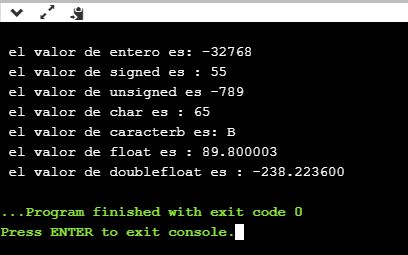 el valor de entero es: -32768
el valor de signed es : 55
el valor de unsigned es -789
el valor de char es : 65
el valor de caracterb es: B
el valor de float es : 89.800003
el valor de doublefloat es : -238.223600
...Program finished with exit code 0
Press ENTER to exit console.